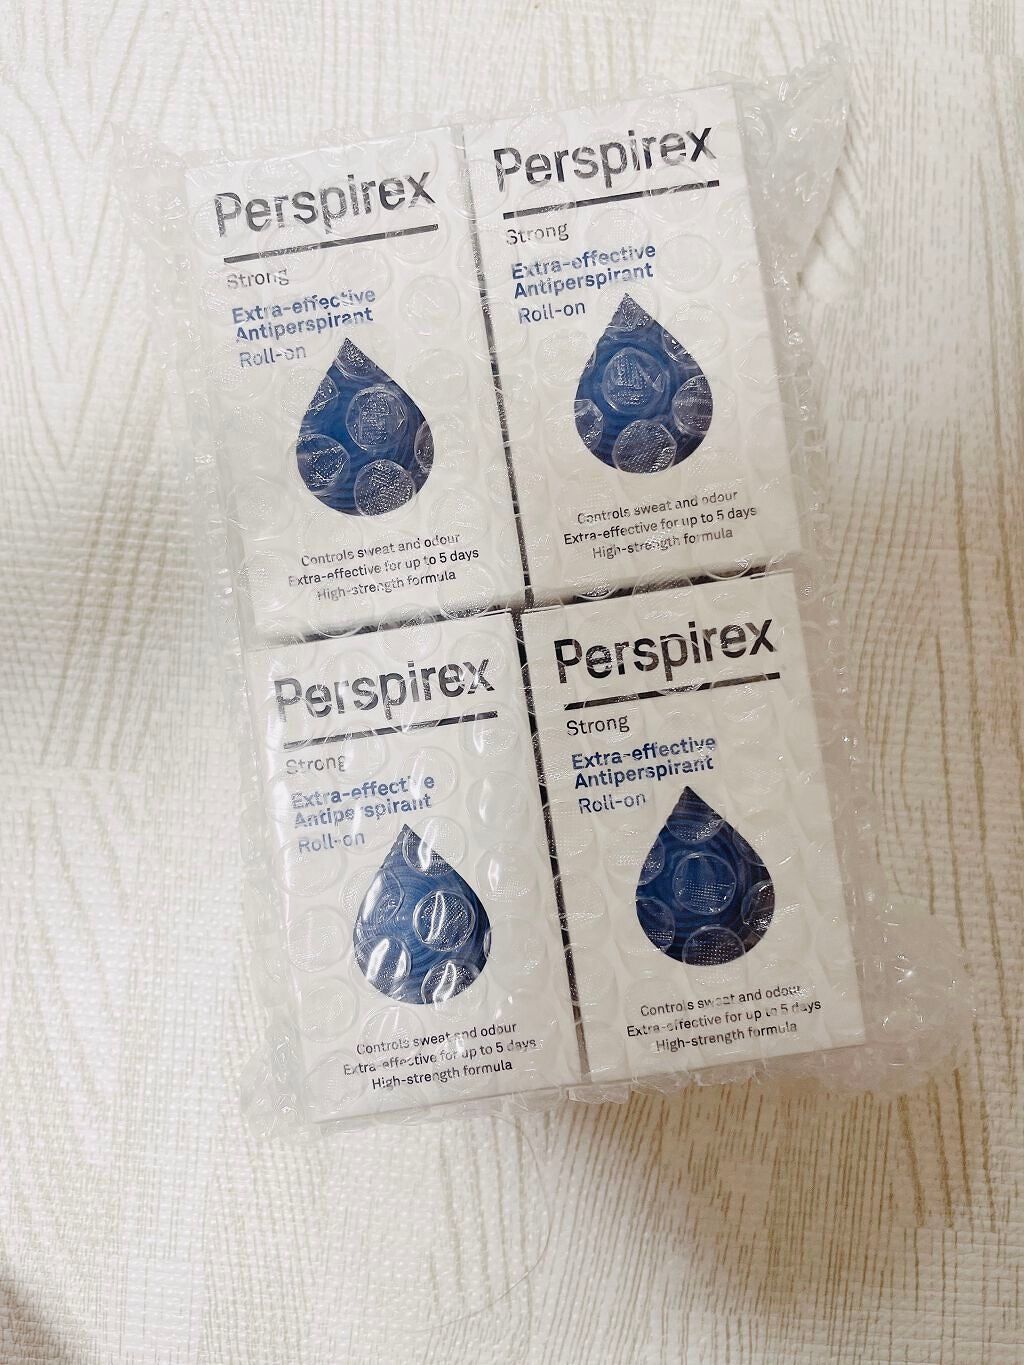 Perspirex
Strong
Extra-effective
Antiperspirant
Roll-on
Controls sweat and odour
Extra-effective for up to 5 days
High-strength formula
Perspirex
Strong
Extra-effective
Antiperspirant
Roll-on
Controls sweat and odour
Extra-effective for up to 5 days
High-strength formula
Perspirex
Strong
Extra-effective
Antiperspirant
Roll-on
Controls sweat and odour
Extra-effective for up to 5 days
High-strength formula
Perspirex
Strong
Extra-effective
Antiperspirant
Roll-on
Controls sweat and odour
Extra-effective for up to 5 days
High-strength formula